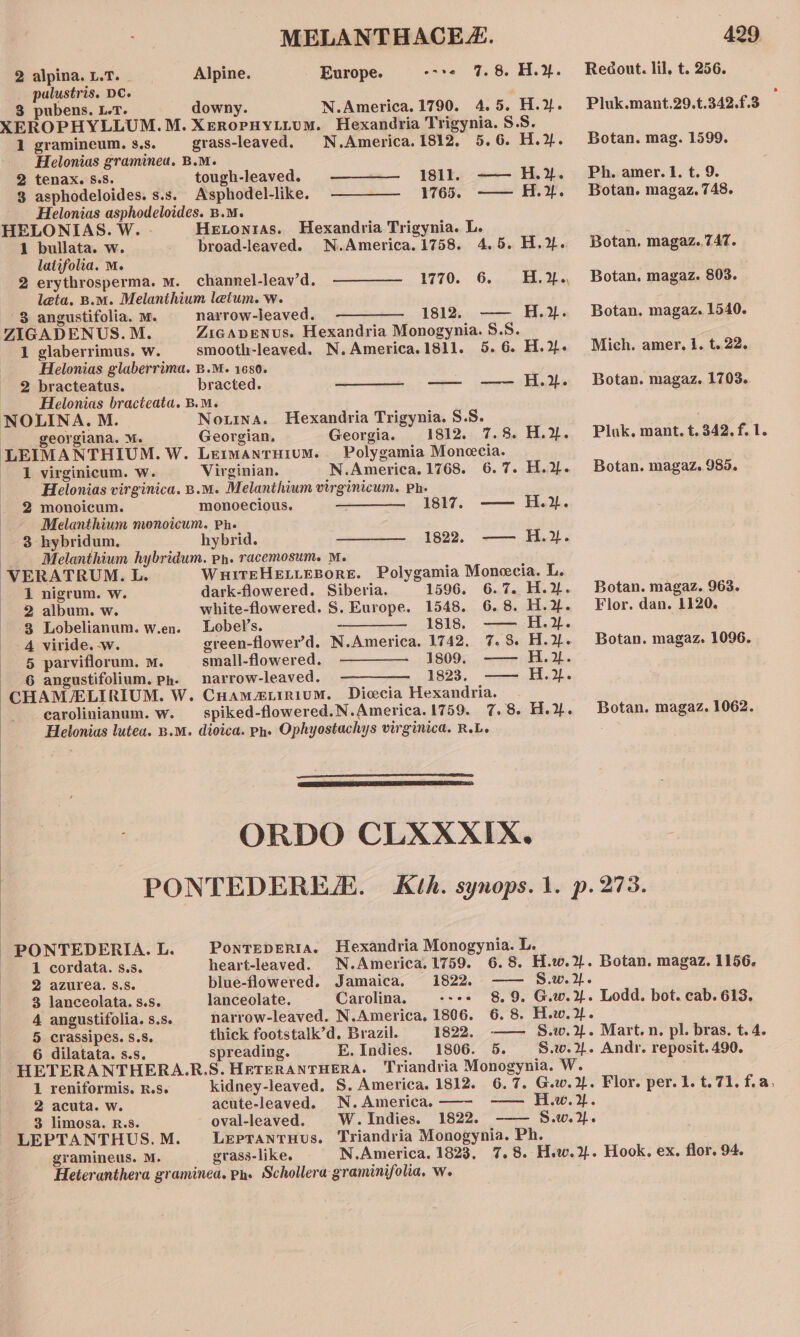 MELANTHACEÆ. 429
2 alpina. L.T. Alpine. Europe. ---- 7. 8. H.♃. Redout. lil. t. 256.
palustris. DC.
3 pubens. L.T. downy. N.America. 1790. 4. 5. H.♃. Pluk.mant.29.t.342.f.3
XEROPHYLLUM. M. XEROPHYLLUM. Hexandria Trigynia. S.S.
1 gramineum. s.s. grass-leaved. N.America. 1812. 5. 6. H.♃. Botan. mag. 1599.
Helonias graminea. B.M.
2 tenax. s.s. tough-leaved. ——— 1811. —— H.♃. Ph. amer. 1. t. 9.
3 asphodeloides. s.s. Asphodel-like. ——— 1765. —— H.♃. Botan. magaz. 748.
Helonias asphodeloides. B.M.
HELONIAS. W. HELONIAS. Hexandria Trigynia. L.
1 bullata. W. broad-leaved. N.America. 1758. 4. 5. H.♃. Botan. magaz. 747.
latifolia. M.
2 erythrosperma. M. channel-leav'd. ——— 1770. 6. H.♃. Botan. magaz. 803.
læta. B.M. Melanthium lætum. W.
3 angustifolia. M. narrow-leaved. ——— 1812. —— H.♃. Botan. magaz. 1540.
ZIGADENUS. M. ZIGADENUS. Hexandria Monogynia. S.S.
1 glaberrimus. W. smooth-leaved. N. America. 1811. 5. 6. H.♃. Mich. amer. 1. t. 22.
Helonias glaberrima. B.M. 1680.
2 bracteatus. bracted. ——— —— —— H.♃. Botan. magaz. 1703.
Helonias bracteata. B.M.
NOLINA. M. NOLINA. Hexandria Trigynia. S.S.
georgiana. M. Georgian. Georgia. 1812. 7. 8. H.♃. Pluk. mant. t. 342. f. 1.
LEIMANTHIUM. W. LEIMANTHIUM. Polygamia Monœcia.
1 virginicum. W. Virginian. N.America. 1768. 6. 7. H.♃. Botan. magaz. 985.
Helonias virginica. B.M. Melanthium virginicum. Ph.
2 monoicum. monoecious. ——— 1817. —— H.♃.
Melanthium monoicum. Ph.
3 hybridum. hybrid. ——— 1822. —— H.♃.
Melanthium hybridum. Ph. racemosum. M.
VERATRUM. L. WHITE HELLEBORE. Polygamia Monœcia. L.
1 nigrum. W. dark-flowered. Siberia. 1596. 6. 7. H.♃. Botan. magaz. 963.
2 album. W. white-flowered. S. Europe. 1548. 6. 8. H.♃. Flor. dan. 1120.
3 Lobelianum. W.en. Lobel's. ——— 1818. —— H.♃.
4 viride. W. green-flower'd. N.America. 1742. 7. 8. H.♃. Botan. magaz. 1096.
5 parviflorum. M. small-flowered. ——— 1809. —— H.♃.
6 angustifolium. Ph. narrow-leaved. ——— 1823. —— H.♃.
CHAMÆLIRIUM. W. CHAMÆLIRIUM. Diœcia Hexandria.
carolinianum. W. spiked-flowered. N.America. 1759. 7. 8. H.♃. Botan. magaz. 1062.
Helonias lutea. B.M. dioica. Ph. Ophyostachys virginica. R.L.
ORDO CLXXXIX.
PONTEDEREÆ. Kth. synops. 1. p. 273.
PONTEDERIA. L. PONTEDERIA. Hexandria Monogynia. L.
1 cordata. s.s. heart-leaved. N.America. 1759. 6. 8. H.w.♃. Botan. magaz. 1156.
2 azurea. s.s. blue-flowered. Jamaica. 1822. —— S.w.♃.
3 lanceolata. s.s. lanceolate. Carolina. ---- 8. 9. G.w.♃. Lodd. bot. cab. 613.
4 angustifolia. s.s. narrow-leaved. N.America. 1806. 6. 8. H.w.♃.
5 crassipes. s.s. thick footstalk'd. Brazil. 1822. —— S.w.♃. Mart. n. pl. bras. t. 4.
6 dilatata. s.s. spreading. E. Indies. 1806. 5. S.w.♃. Andr. reposit. 490.
HETERANTHERA.R.S. HETERANTHERA. Triandria Monogynia. W.
1 reniformis. R.S. kidney-leaved. S. America. 1812. 6. 7. G.w.♃. Flor. per. 1. t. 71. f. a.
2 acuta. W. acute-leaved. N. America. —— —— H.w.♃.
3 limosa. R.S. oval-leaved. W. Indies. 1822. —— S.w.♃.
LEPTANTHUS. M. LEPTANTHUS. Triandria Monogynia. Ph.
gramineus. M. grass-like. N.America. 1823. 7. 8. H.w.♃. Hook. ex. flor. 94.
Heteranthera graminea. Ph. Schollera graminifolia. W.